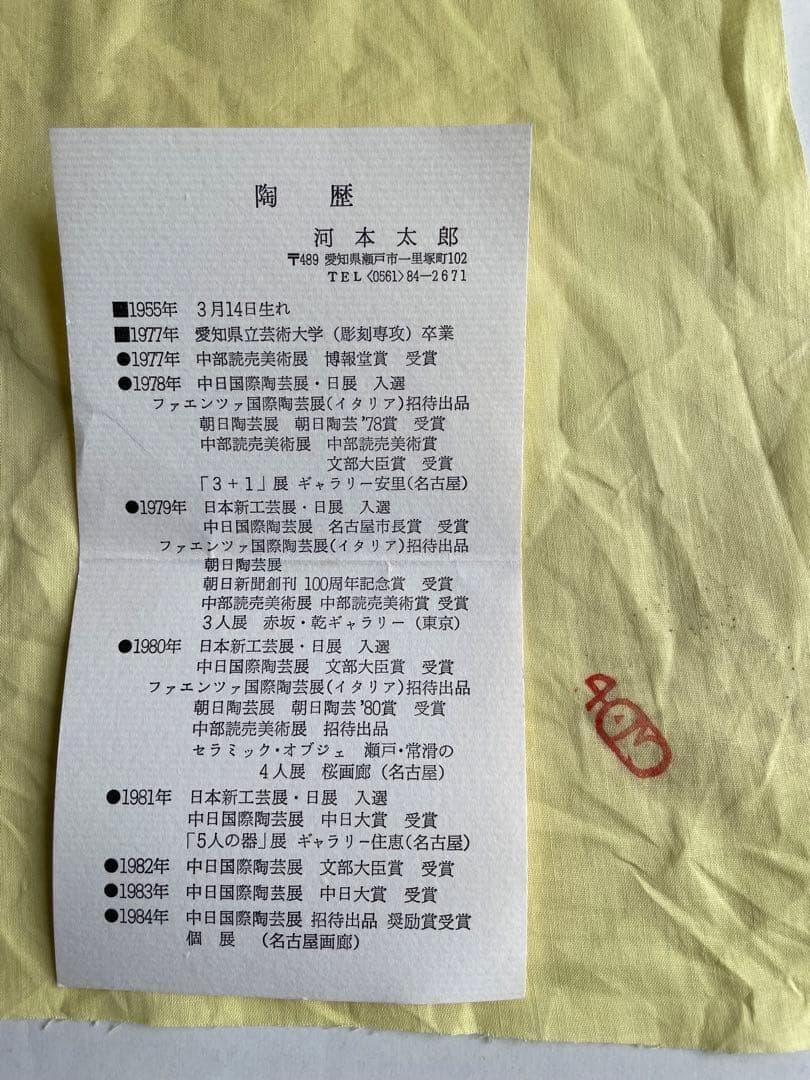 陶歴
河本太郎
〒489 愛知県瀬戸市一里塚町102
TEL〈0561〉84―2671
■1955年 3月14日生れ
■1977年 愛知県立芸術大学（彫刻専攻）卒業
●1977年 中部読売美術展 博報堂賞 受賞
●1978年 中日国際陶芸展・日展 入選
ファエンツァ国際陶芸展(イタリア)招待出品
朝日陶芸展 朝日陶芸'78賞 受賞
中部読売美術展 中部読売美術賞
文部大臣賞 受賞
「3+1」展 ギャラリー安里(名古屋)
●1979年 日本新工芸展・日展 入選
中日国際陶芸展 名古屋市長賞 受賞
ファエンツァ国際陶芸展(イタリア)招待出品
朝日陶芸展
朝日新聞創刊 100周年記念賞 受賞
中部読売美術展 中部読売美術賞 受賞
3人展 赤坂・乾ギャラリー（東京）
●1980年 日本新工芸展・日展 入選
中日国際陶芸展 文部大臣賞 受賞
ファエンツァ国際陶芸展(イタリア)招待出品
朝日陶芸展 朝日陶芸'80賞 受賞
中部読売美術展 招待出品
セラミック・オブジェ 瀬戸・常滑の
4人展 桜画廊（名古屋）
●1981年 日本新工芸展・日展 入選
中日国際陶芸展 中日大賞 受賞
「5人の器」展 ギャラリー住恵(名古屋)
●1982年 中日国際陶芸展 文部大臣賞 受賞
●1983年 中日国際陶芸展 中日大賞 受賞
●1984年 中日国際陶芸展 招待出品 奨励賞受賞
個展 （名古屋画廊）